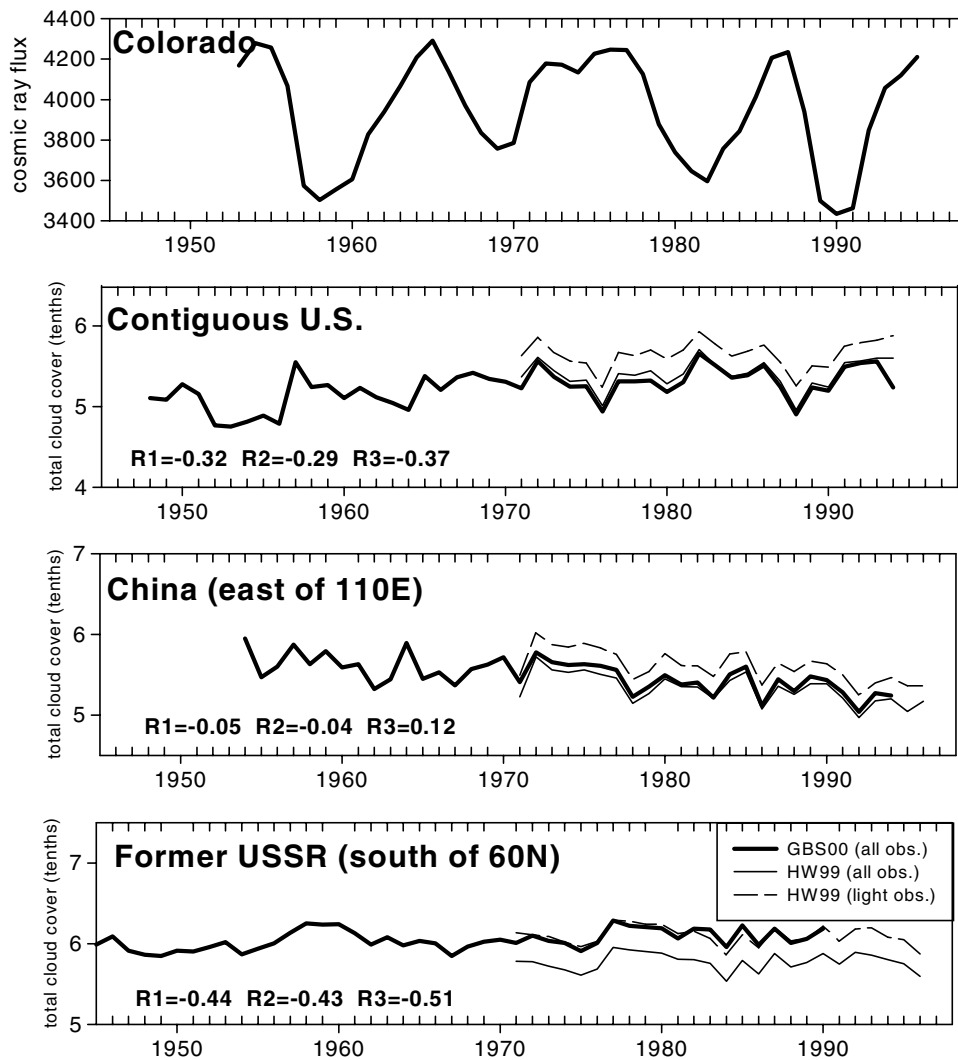 Colorado
cosmic ray flux
4400
4200
4000
3800
3600
3400
1950 1960 1970 1980 1990
Contiguous U.S.
total cloud cover (tenths)
6
5
4
R1=-0.32 R2=-0.29 R3=-0.37
1950 1960 1970 1980 1990
China (east of 110E)
total cloud cover (tenths)
7
6
5
R1=-0.05 R2=-0.04 R3=0.12
1950 1960 1970 1980 1990
Former USSR (south of 60N)
total cloud cover (tenths)
7
6
5
GBS00 (all obs.)
HW99 (all obs.)
HW99 (light obs.)
R1=-0.44 R2=-0.43 R3=-0.51
1950 1960 1970 1980 1990